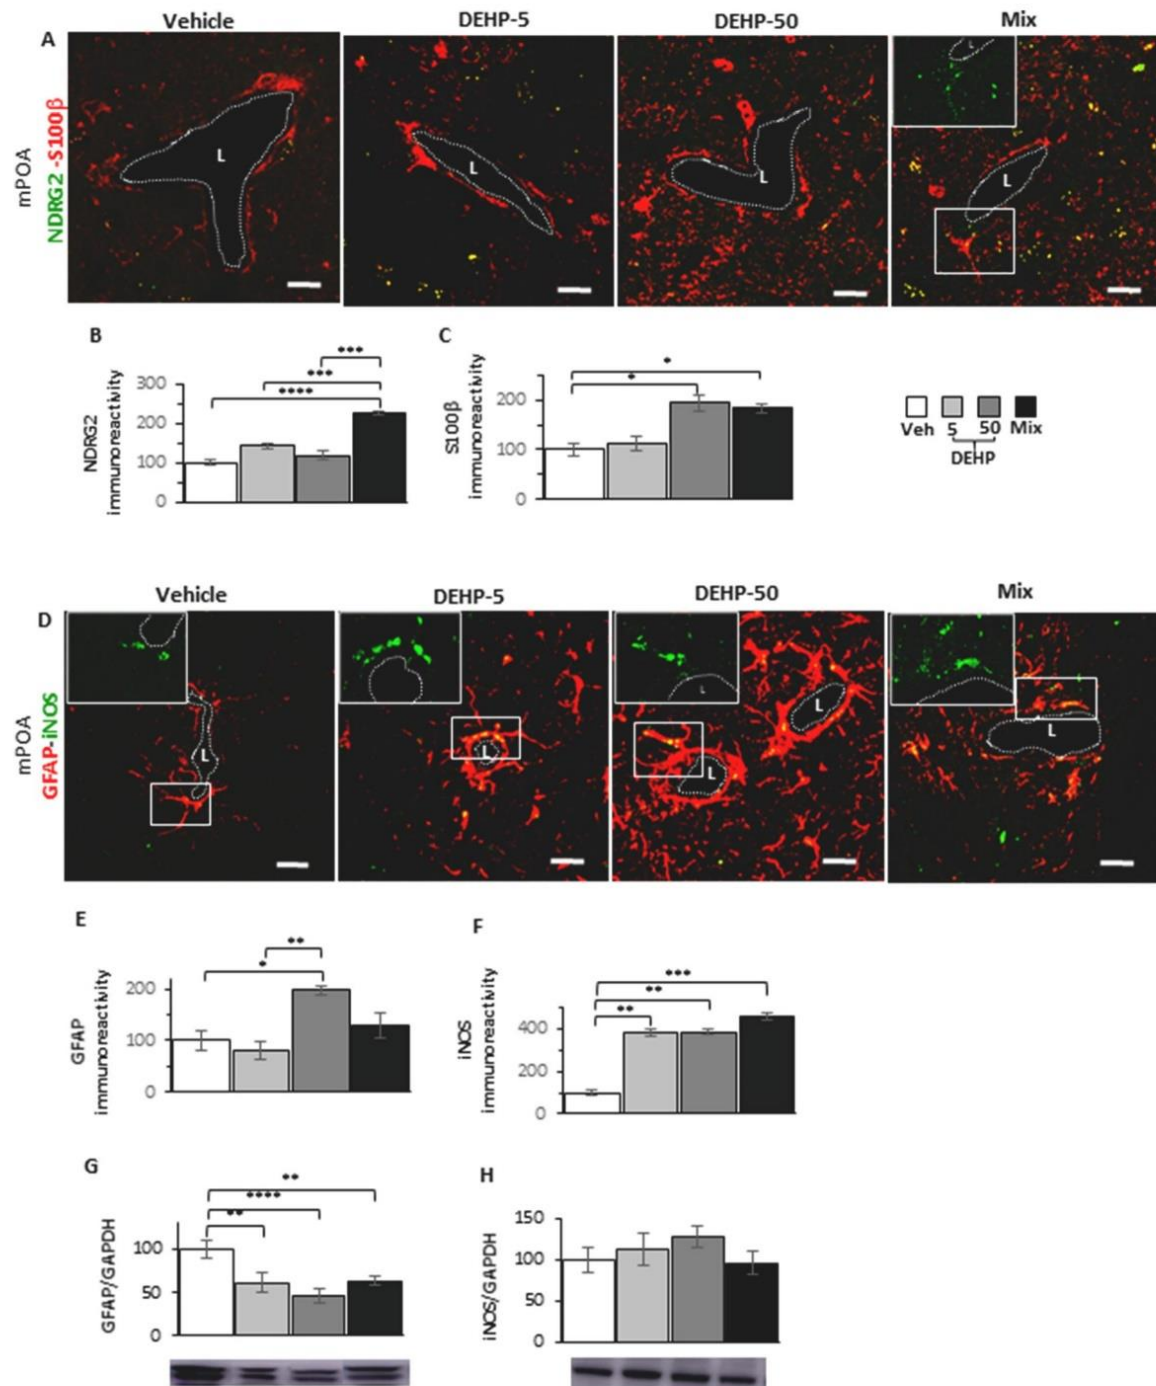 Vehicle DEHP-5 DEHP-50 Mix
A
mPOA
NDRG2-S100β
L L L L L
B
NDRG2
immunoreactivity
300
200
100
0
***
***
****
C
S100β
immunoreactivity
200
100
0
*
*
Veh 5 50 Mix
DEHP
Vehicle DEHP-5 DEHP-50 Mix
D
mPOA
GFAP-iNOS
L L L L L L
E
GFAP
immunoreactivity
200
100
0
**
*
F
iNOS
immunoreactivity
400
200
0
***
**
**
G
GFAP/GAPDH
100
50
0
**
****
**
H
iNOS/GAPDH
150
100
50
0